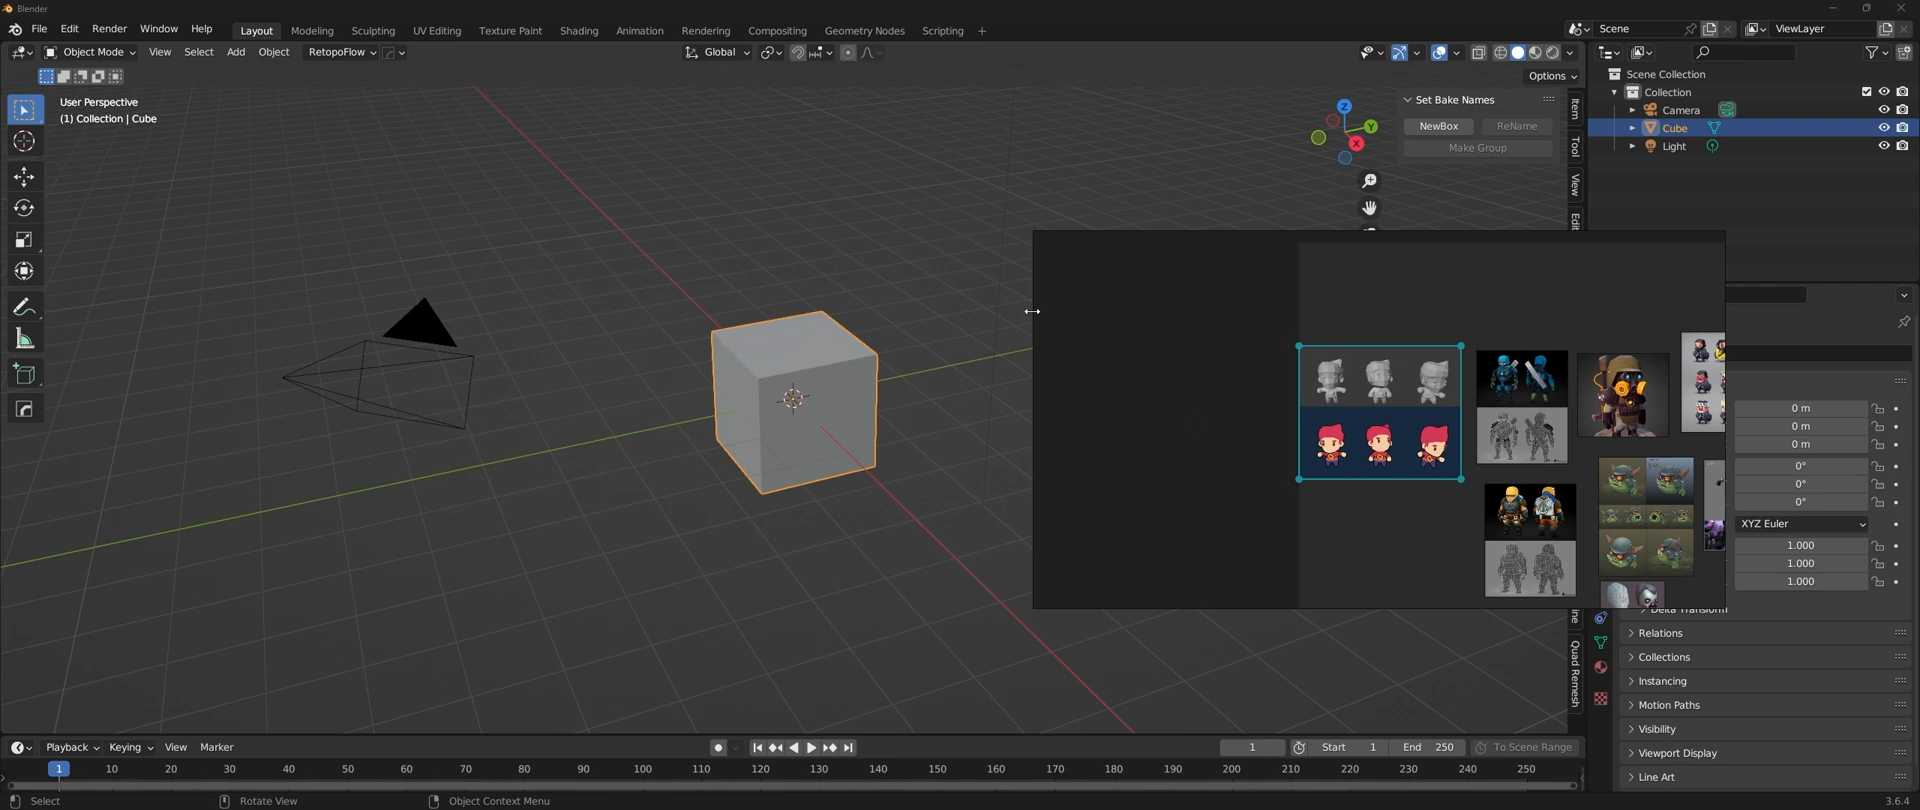 Blender
File Edit Render Window Help Layout Modeling Sculpting UV Editing Texture Paint Shading Animation Rendering Compositing Geometry Nodes Scripting + Scene ViewLayer
Object Mode View Select Add Object RetopoFlow Global
Options
User Perspective
(1) Collection | Cube
Z
Y
X
Set Bake Names
NewBox ReName
Make Group
Item
Tool
View
Edit
Scene Collection
Collection
Camera
Cube
Light
0 m
0 m
0 m
0°
0°
0°
XYZ Euler
1.000
1.000
1.000
Delta Transform
Relations
Collections
Instancing
Motion Paths
Visibility
Viewport Display
Line Art
ne
Quad Remesh
Playback Keying View Marker 1 Start 1 End 250 To Scene Range
1 10 20 30 40 50 60 70 80 90 100 110 120 130 140 150 160 170 180 190 200 210 220 230 240 250
Select Rotate View Object Context Menu 3.6.4